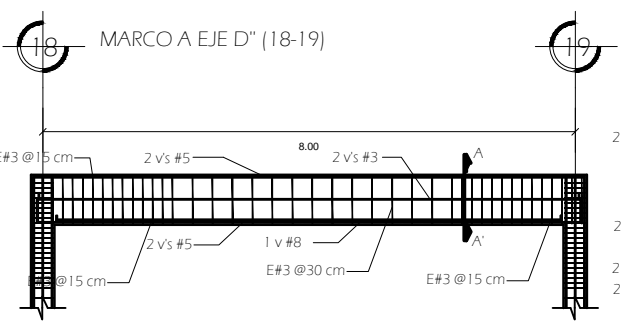 18
MARCO A EJE D" (18-19)
19
8.00
2
E#3 @15 cm
2 v's #5
2 v's #3
A
2 v's #5
1 v #8
A'
2
E#3 @30 cm
2
E#3 @15 cm
E#3 @15 cm
2